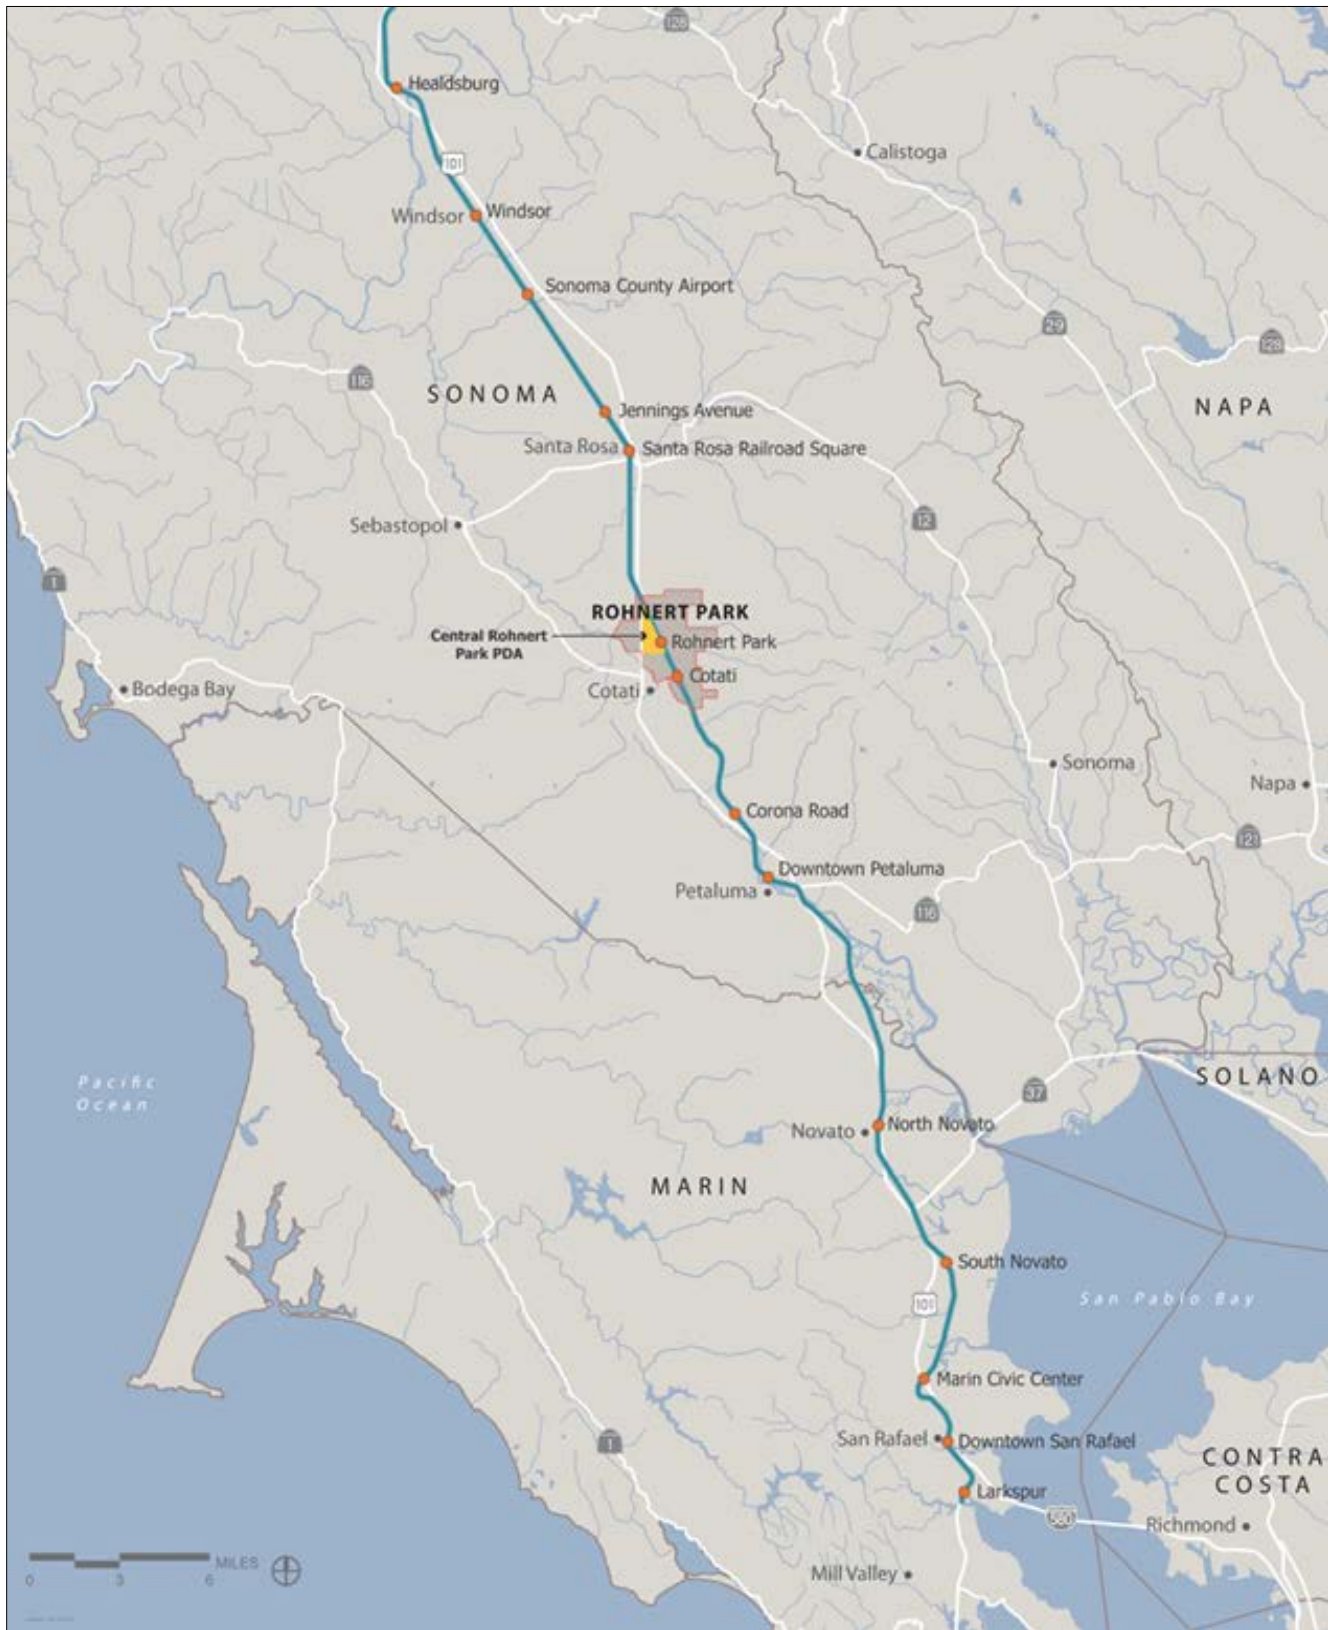 128
Healdsburg
101
Calistoga
Windsor
Windsor
Sonoma County Airport
29
128
116
SONOMA
NAPA
Jennings Avenue
Santa Rosa
Santa Rosa Railroad Square
Sebastopol
12
1
ROHNERT PARK
Central Rohnert
Park PDA
Rohnert Park
Cotati
Bodega Bay
Cotati
Sonoma
Napa
Corona Road
121
Downtown Petaluma
Petaluma
116
Pacific
Ocean
SOLANO
37
North Novato
Novato
MARIN
South Novato
San Pablo Bay
101
Marin Civic Center
San Rafael
Downtown San Rafael
1
CONTRA
COSTA
Larkspur
580
Richmond
MILES
0 3 6
Mill Valley